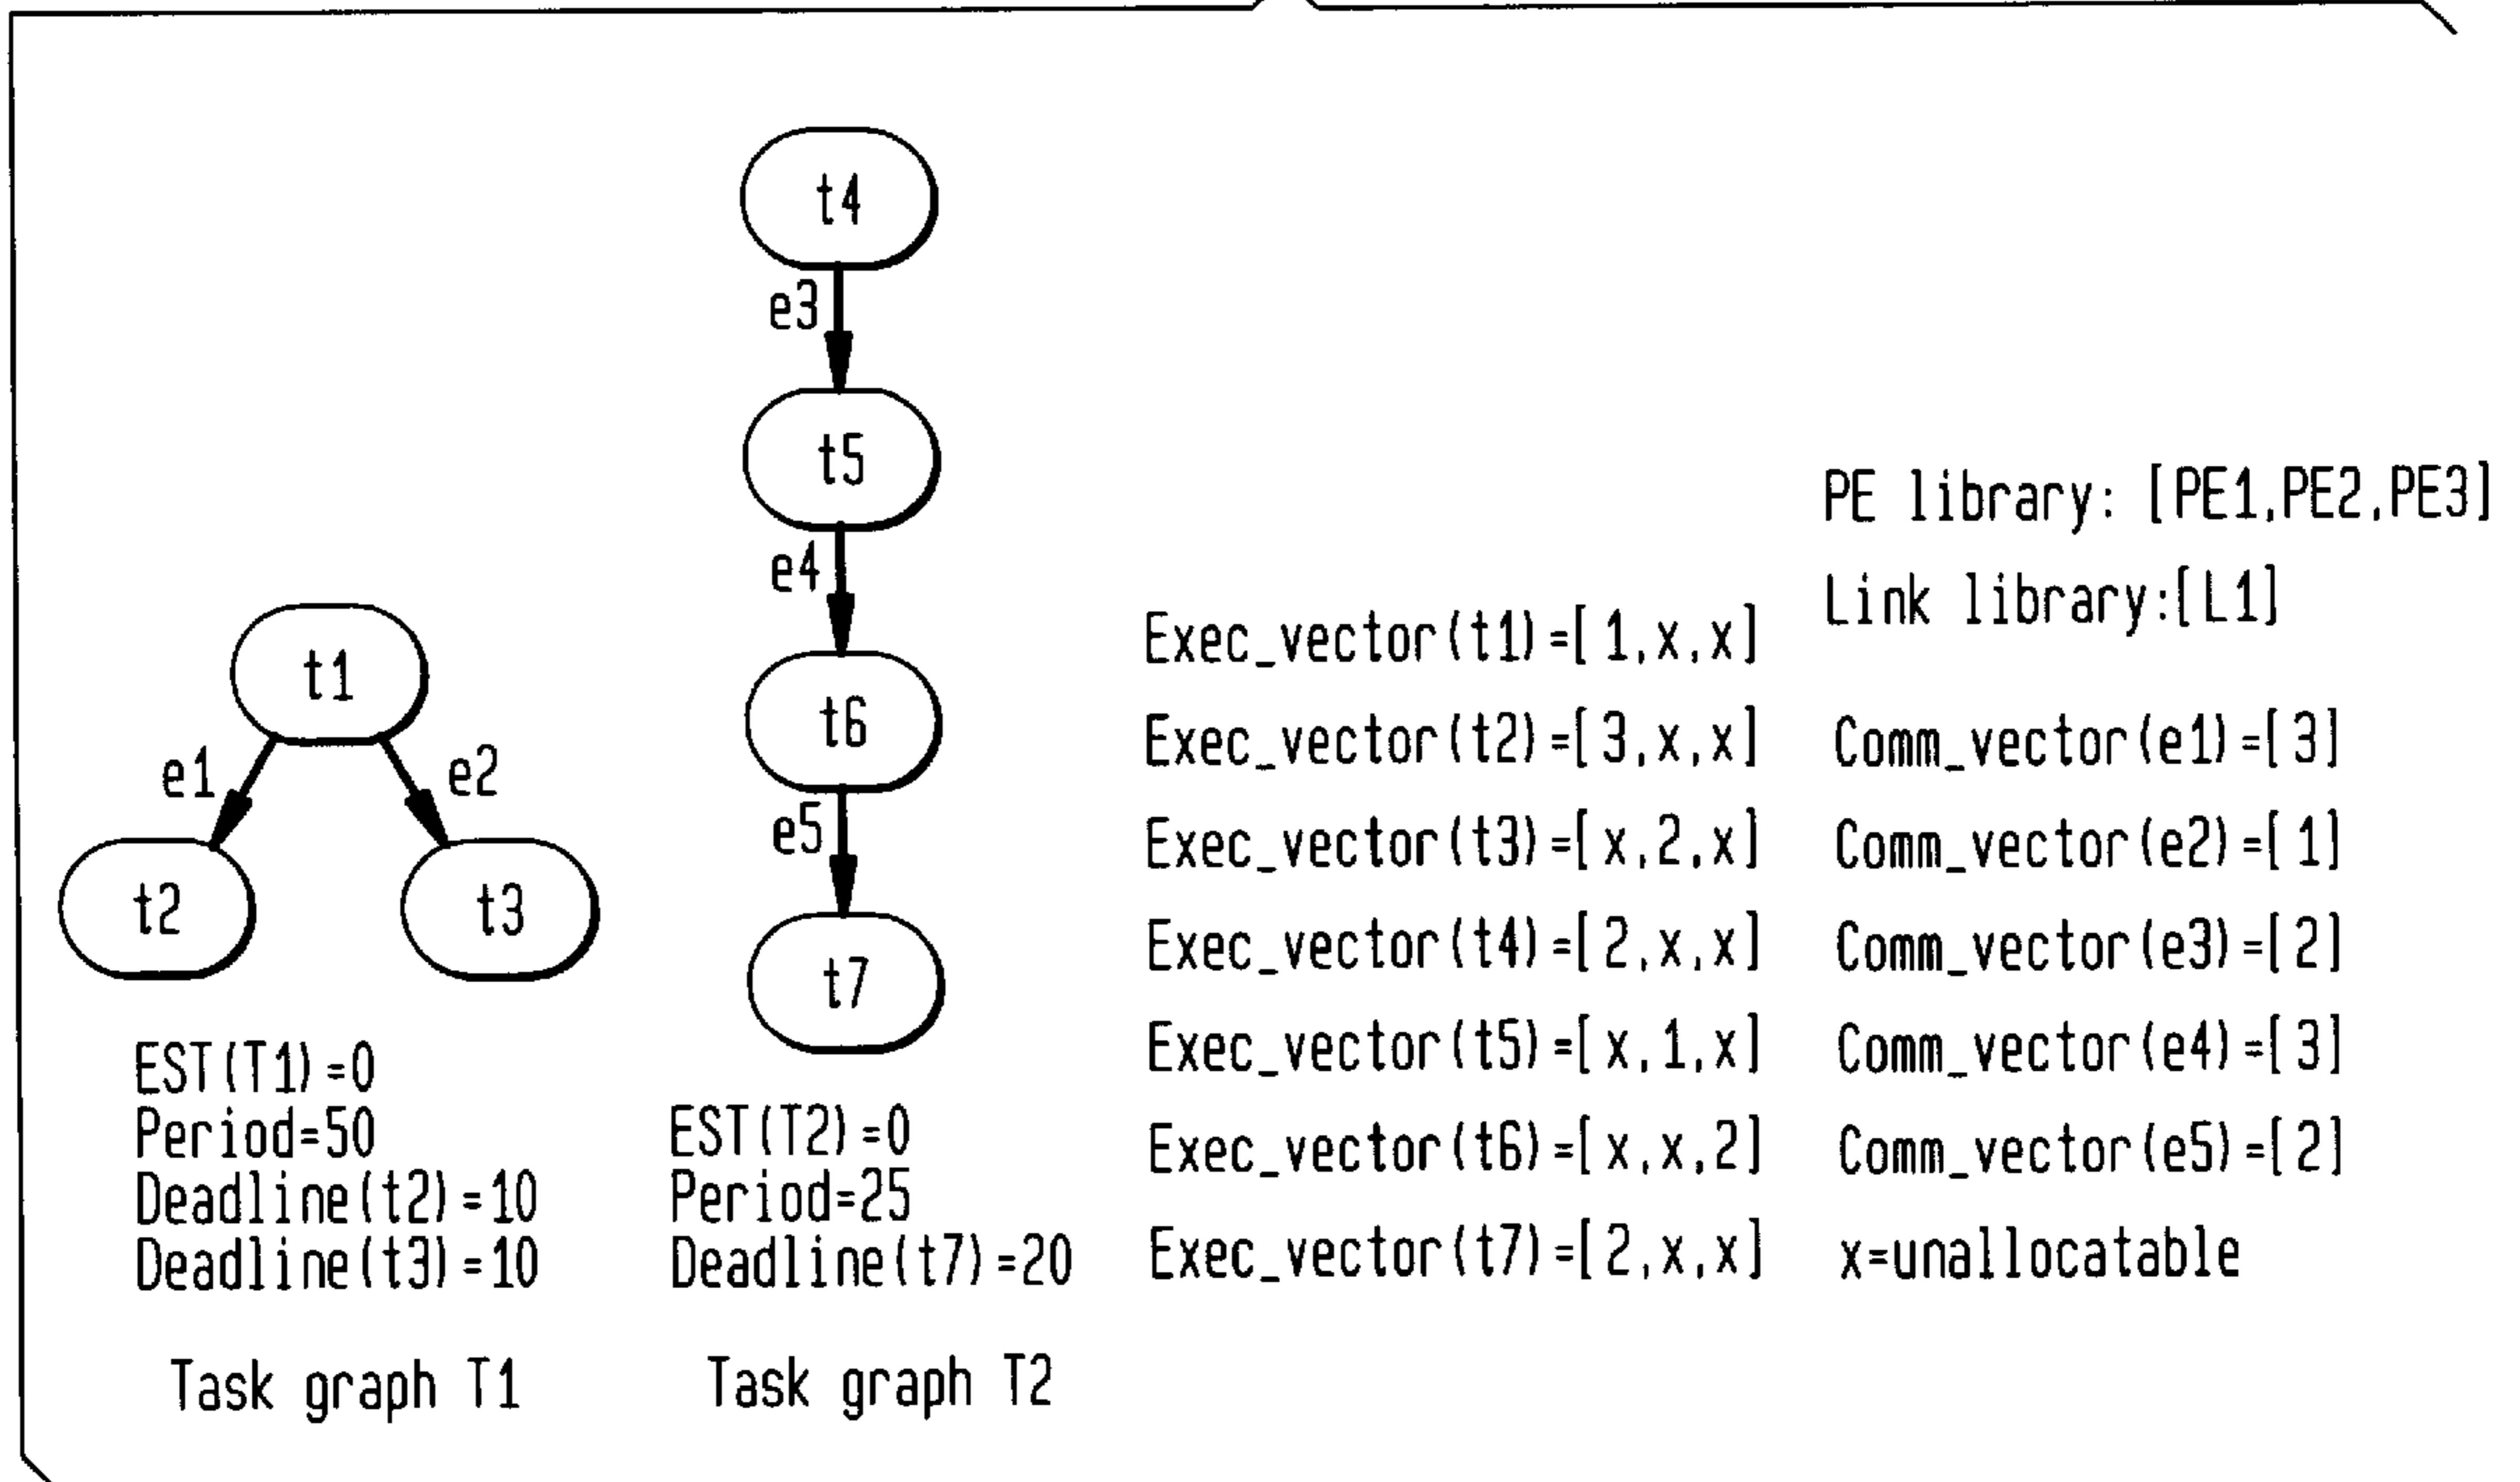 t4
e3
t5
e4
t6
e5
t7
t1
e1
e2
t2
t3
EST(T1)=0
Period=50
Deadline(t2)=10
Deadline(t3)=10
Task graph T1
EST(T2)=0
Period=25
Deadline(t7)=20
Task graph T2
Exec_vector(t1)=[1,x,x]
Exec_vector(t2)=[3,x,x]
Exec_vector(t3)=[x,2,x]
Exec_vector(t4)=[2,x,x]
Exec_vector(t5)=[x,1,x]
Exec_vector(t6)=[x,x,2]
Exec_vector(t7)=[2,x,x]
PE library: [PE1,PE2,PE3]
Link library:[L1]
Comm_vector(e1)=[3]
Comm_vector(e2)=[1]
Comm_vector(e3)=[2]
Comm_vector(e4)=[3]
Comm_vector(e5)=[2]
x=unallocatable